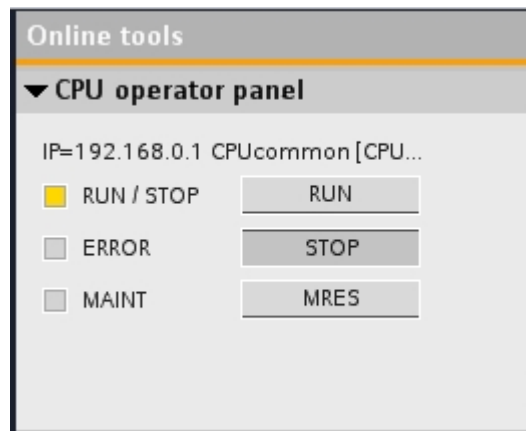 Online tools
CPU operator panel
IP=192.168.0.1 CPUcommon [CPU...
RUN / STOP RUN
ERROR STOP
MAINT MRES